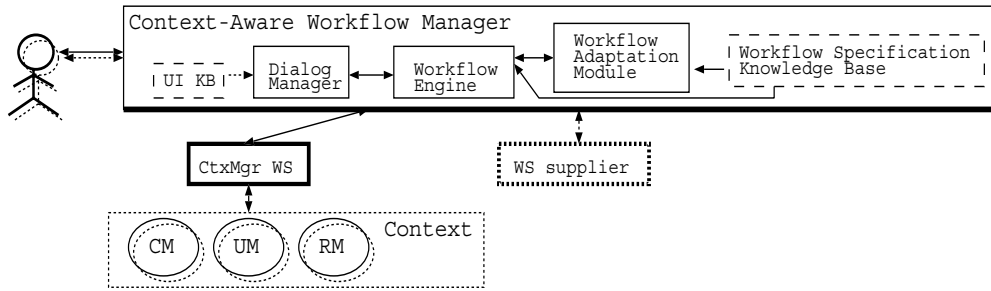 Context-Aware Workflow Manager
UI KB
Dialog
Manager
Workflow
Engine
Workflow
Adaptation
Module
Workflow Specification
Knowledge Base
CtxMgr WS
WS supplier
Context
CM
UM
RM